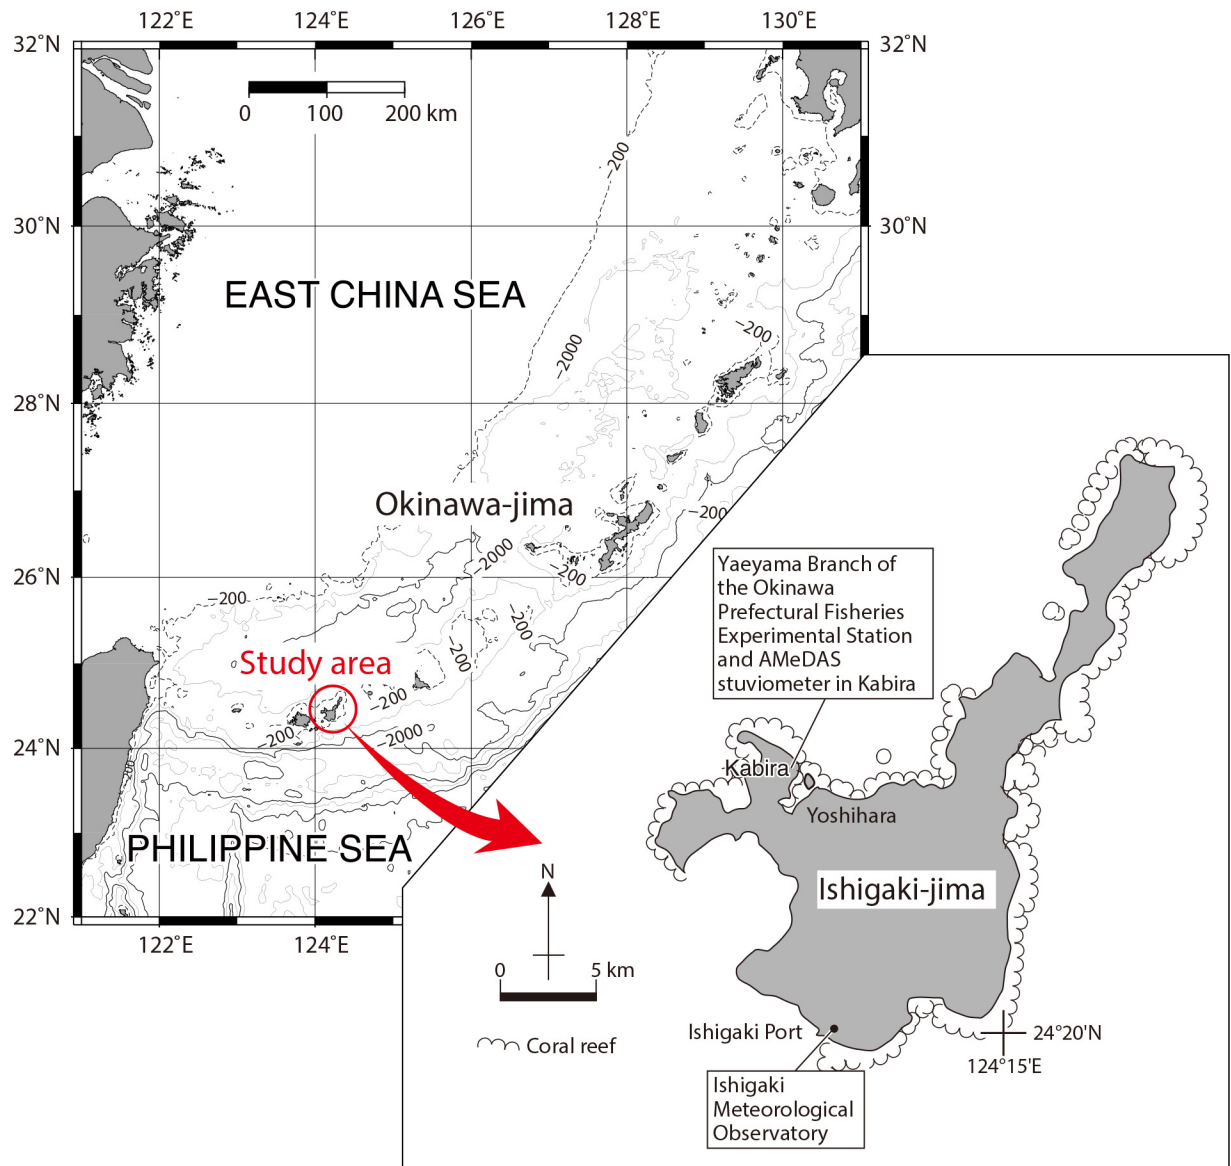 122°E
124°E
126°E
128°E
130°E
32°N
32°N
0
100
200 km
−200
30°N
30°N
EAST CHINA SEA
−2000
−200
28°N
Okinawa-jima
−200
−2000
−200
26°N
−200
−200
−200
Study area
−200
−200
−2000
24°N
PHILIPPINE SEA
22°N
122°E
124°E
Yaeyama Branch of
the Okinawa
Prefectural Fisheries
Experimental Station
and AMeDAS
stuviometer in Kabira
Kabira
Yoshihara
Ishigaki-jima
N
0
5 km
Coral reef
Ishigaki Port
24°20'N
124°15'E
Ishigaki
Meteorological
Observatory